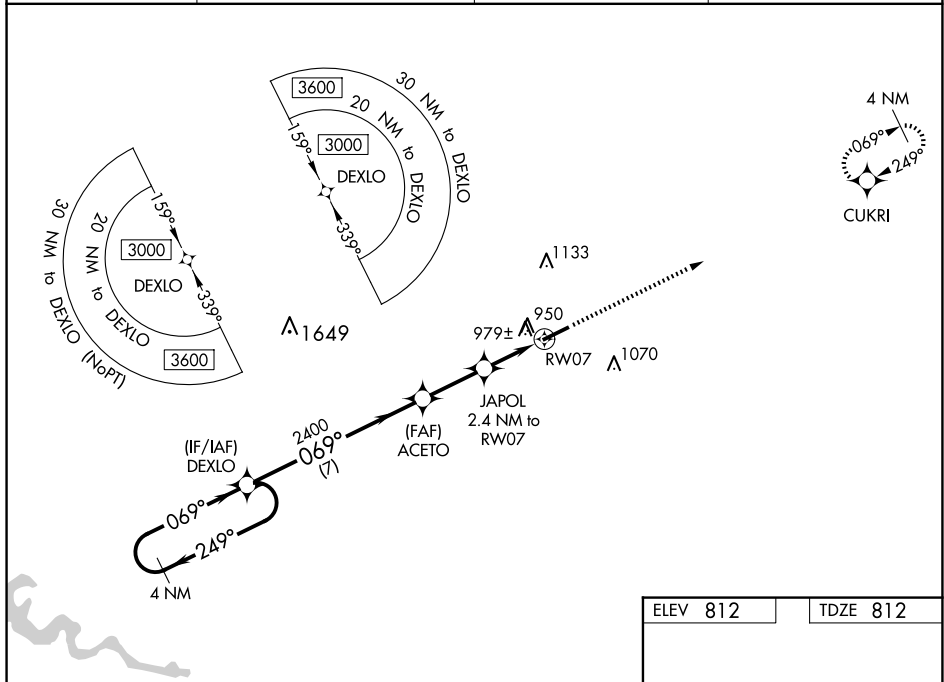 3600
30 NM to DEXLO
20 NM to DEXLO
159°
3000
DEXLO
339°
4 NM
069°
249°
CUKRI
159°
30 NM to DEXLO (NoPT)
20 NM to DEXLO
3000
DEXLO
339°
3600
1133
1649
979±
950
RW07
1070
JAPOL
2.4 NM to
RW07
(FAF)
ACETO
2400
069°
(7)
(IF/IAF)
DEXLO
069°
249°
4 NM
ELEV 812
TDZE 812